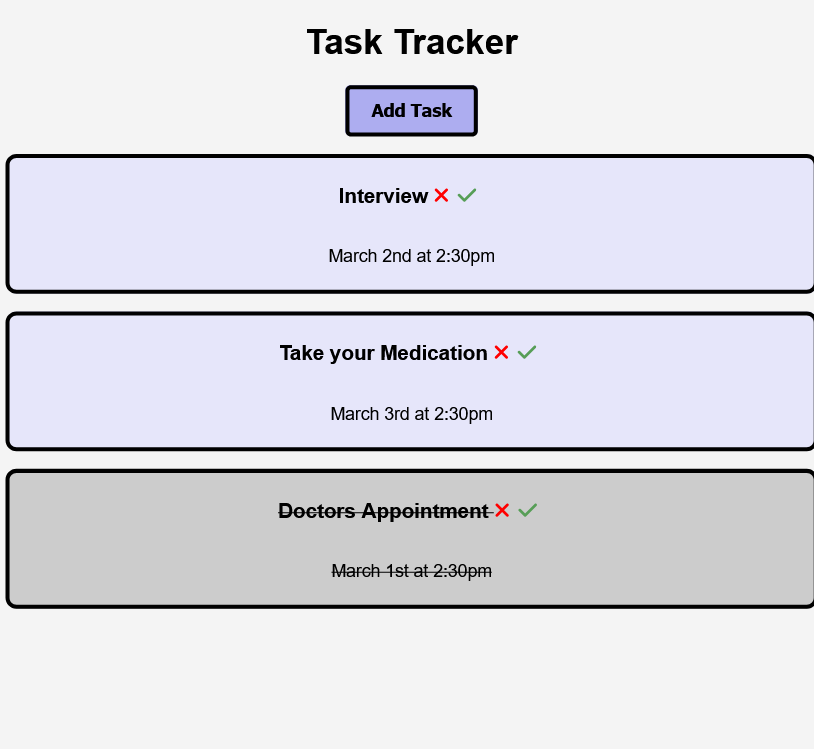 Task Tracker
Add Task
Interview
March 2nd at 2:30pm
Take your Medication
March 3rd at 2:30pm
Doctors Appointment
March 1st at 2:30pm